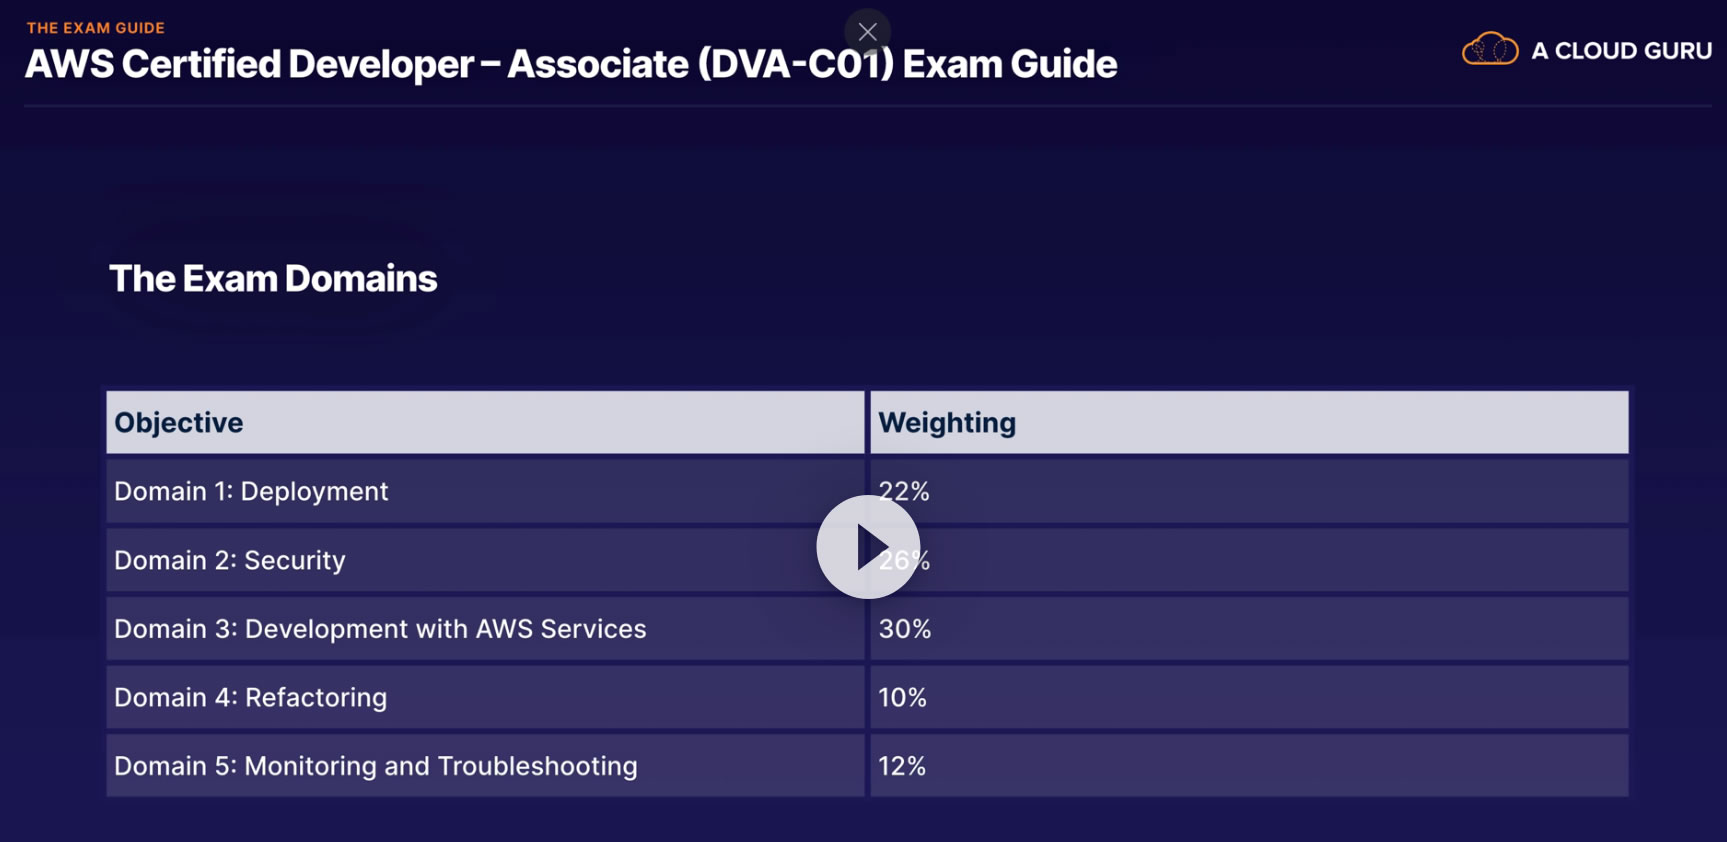 THE EXAM GUIDE
AWS Certified Developer – Associate (DVA-C01) Exam Guide
A CLOUD GURU
The Exam Domains
Objective Weighting
Domain 1: Deployment 22%
Domain 2: Security 26%
Domain 3: Development with AWS Services 30%
Domain 4: Refactoring 10%
Domain 5: Monitoring and Troubleshooting 12%